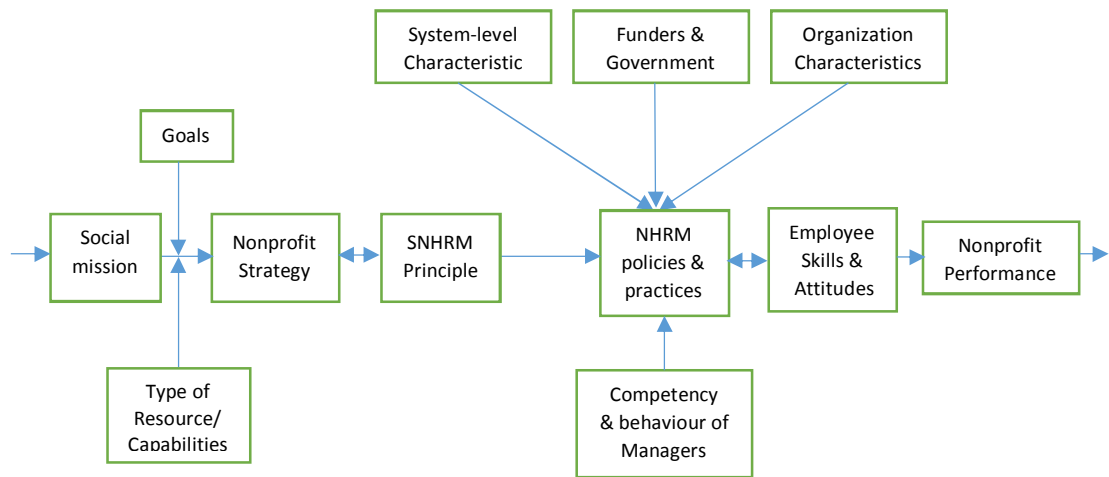 System-level
Characteristic
Funders &
Government
Organization
Characteristics
Goals
Social
mission
Nonprofit
Strategy
SNHRM
Principle
NHRM
policies &
practices
Employee
Skills &
Attitudes
Nonprofit
Performance
Type of
Resource/
Capabilities
Competency
& behaviour of
Managers